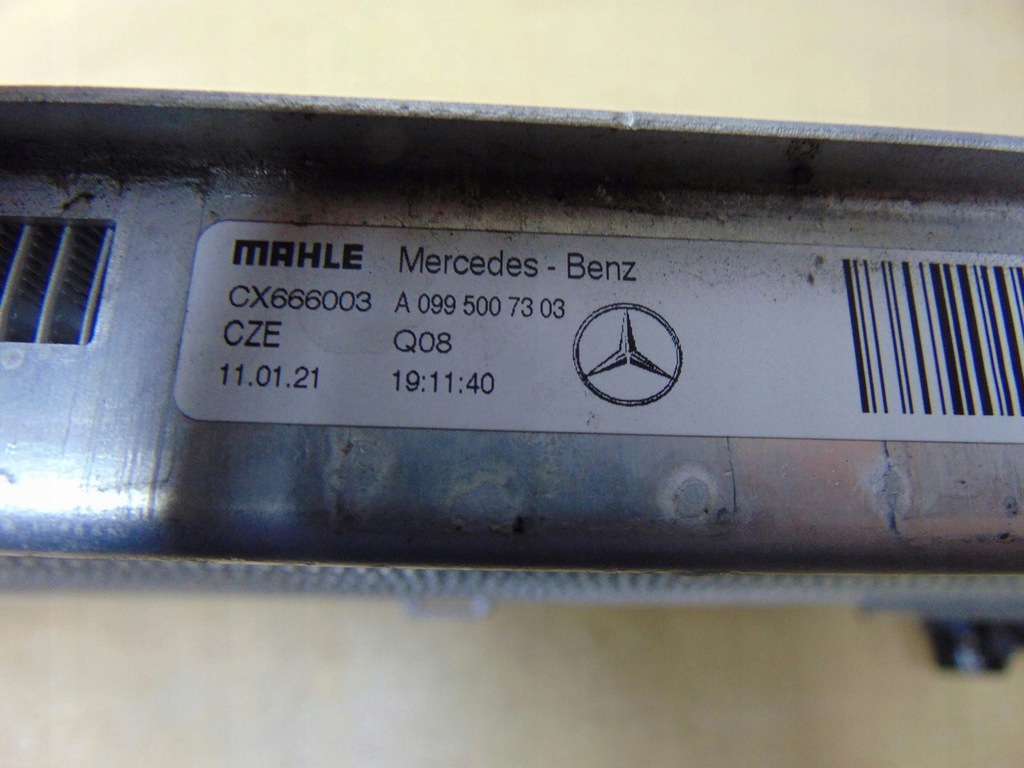 MAHLE Mercedes - Benz
CX666003 A 099 500 73 03
CZE Q08
11.01.21 19:11:40